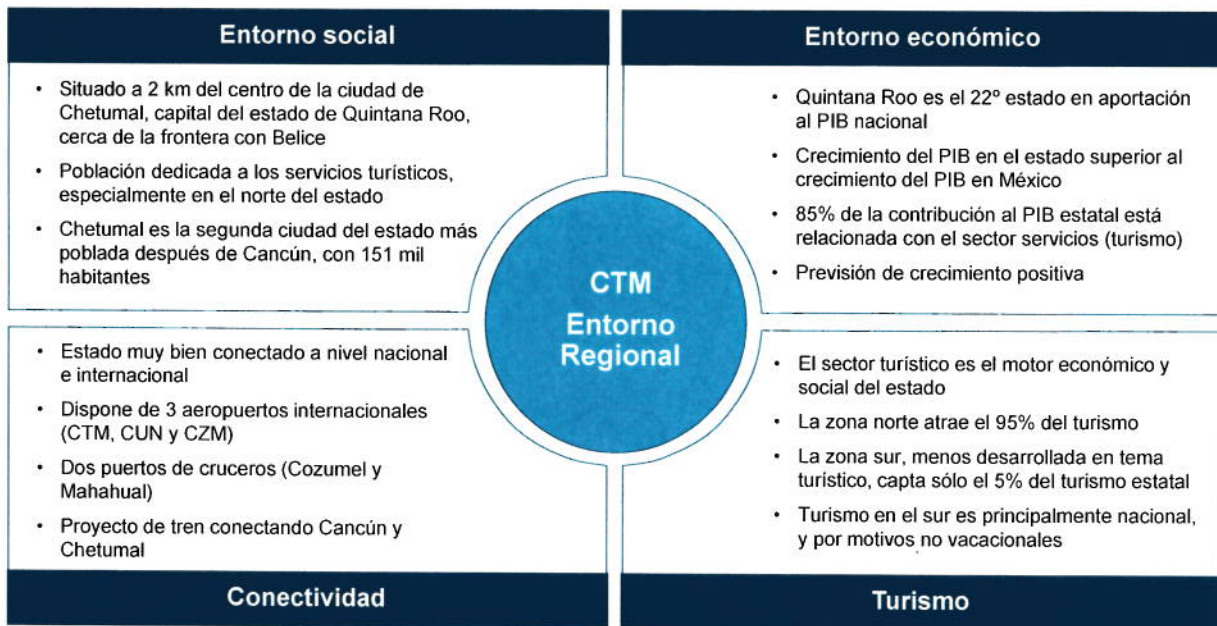 Entorno social
• Situado a 2 km del centro de la ciudad de
Chetumal, capital del estado de Quintana Roo,
cerca de la frontera con Belice
• Población dedicada a los servicios turísticos,
especialmente en el norte del estado
• Chetumal es la segunda ciudad del estado más
poblada después de Cancún, con 151 mil
habitantes
Entorno económico
• Quintana Roo es el 22º estado en aportación
al PIB nacional
• Crecimiento del PIB en el estado superior al
crecimiento del PIB en México
• 85% de la contribución al PIB estatal está
relacionada con el sector servicios (turismo)
• Previsión de crecimiento positiva
CTM
Entorno
Regional
• Estado muy bien conectado a nivel nacional
e internacional
• Dispone de 3 aeropuertos internacionales
(CTM, CUN y CZM)
• Dos puertos de cruceros (Cozumel y
Mahahual)
• Proyecto de tren conectando Cancún y
Chetumal
Conectividad
• El sector turístico es el motor económico y
social del estado
• La zona norte atrae el 95% del turismo
• La zona sur, menos desarrollada en tema
turístico, capta sólo el 5% del turismo estatal
• Turismo en el sur es principalmente nacional,
y por motivos no vacacionales
Turismo